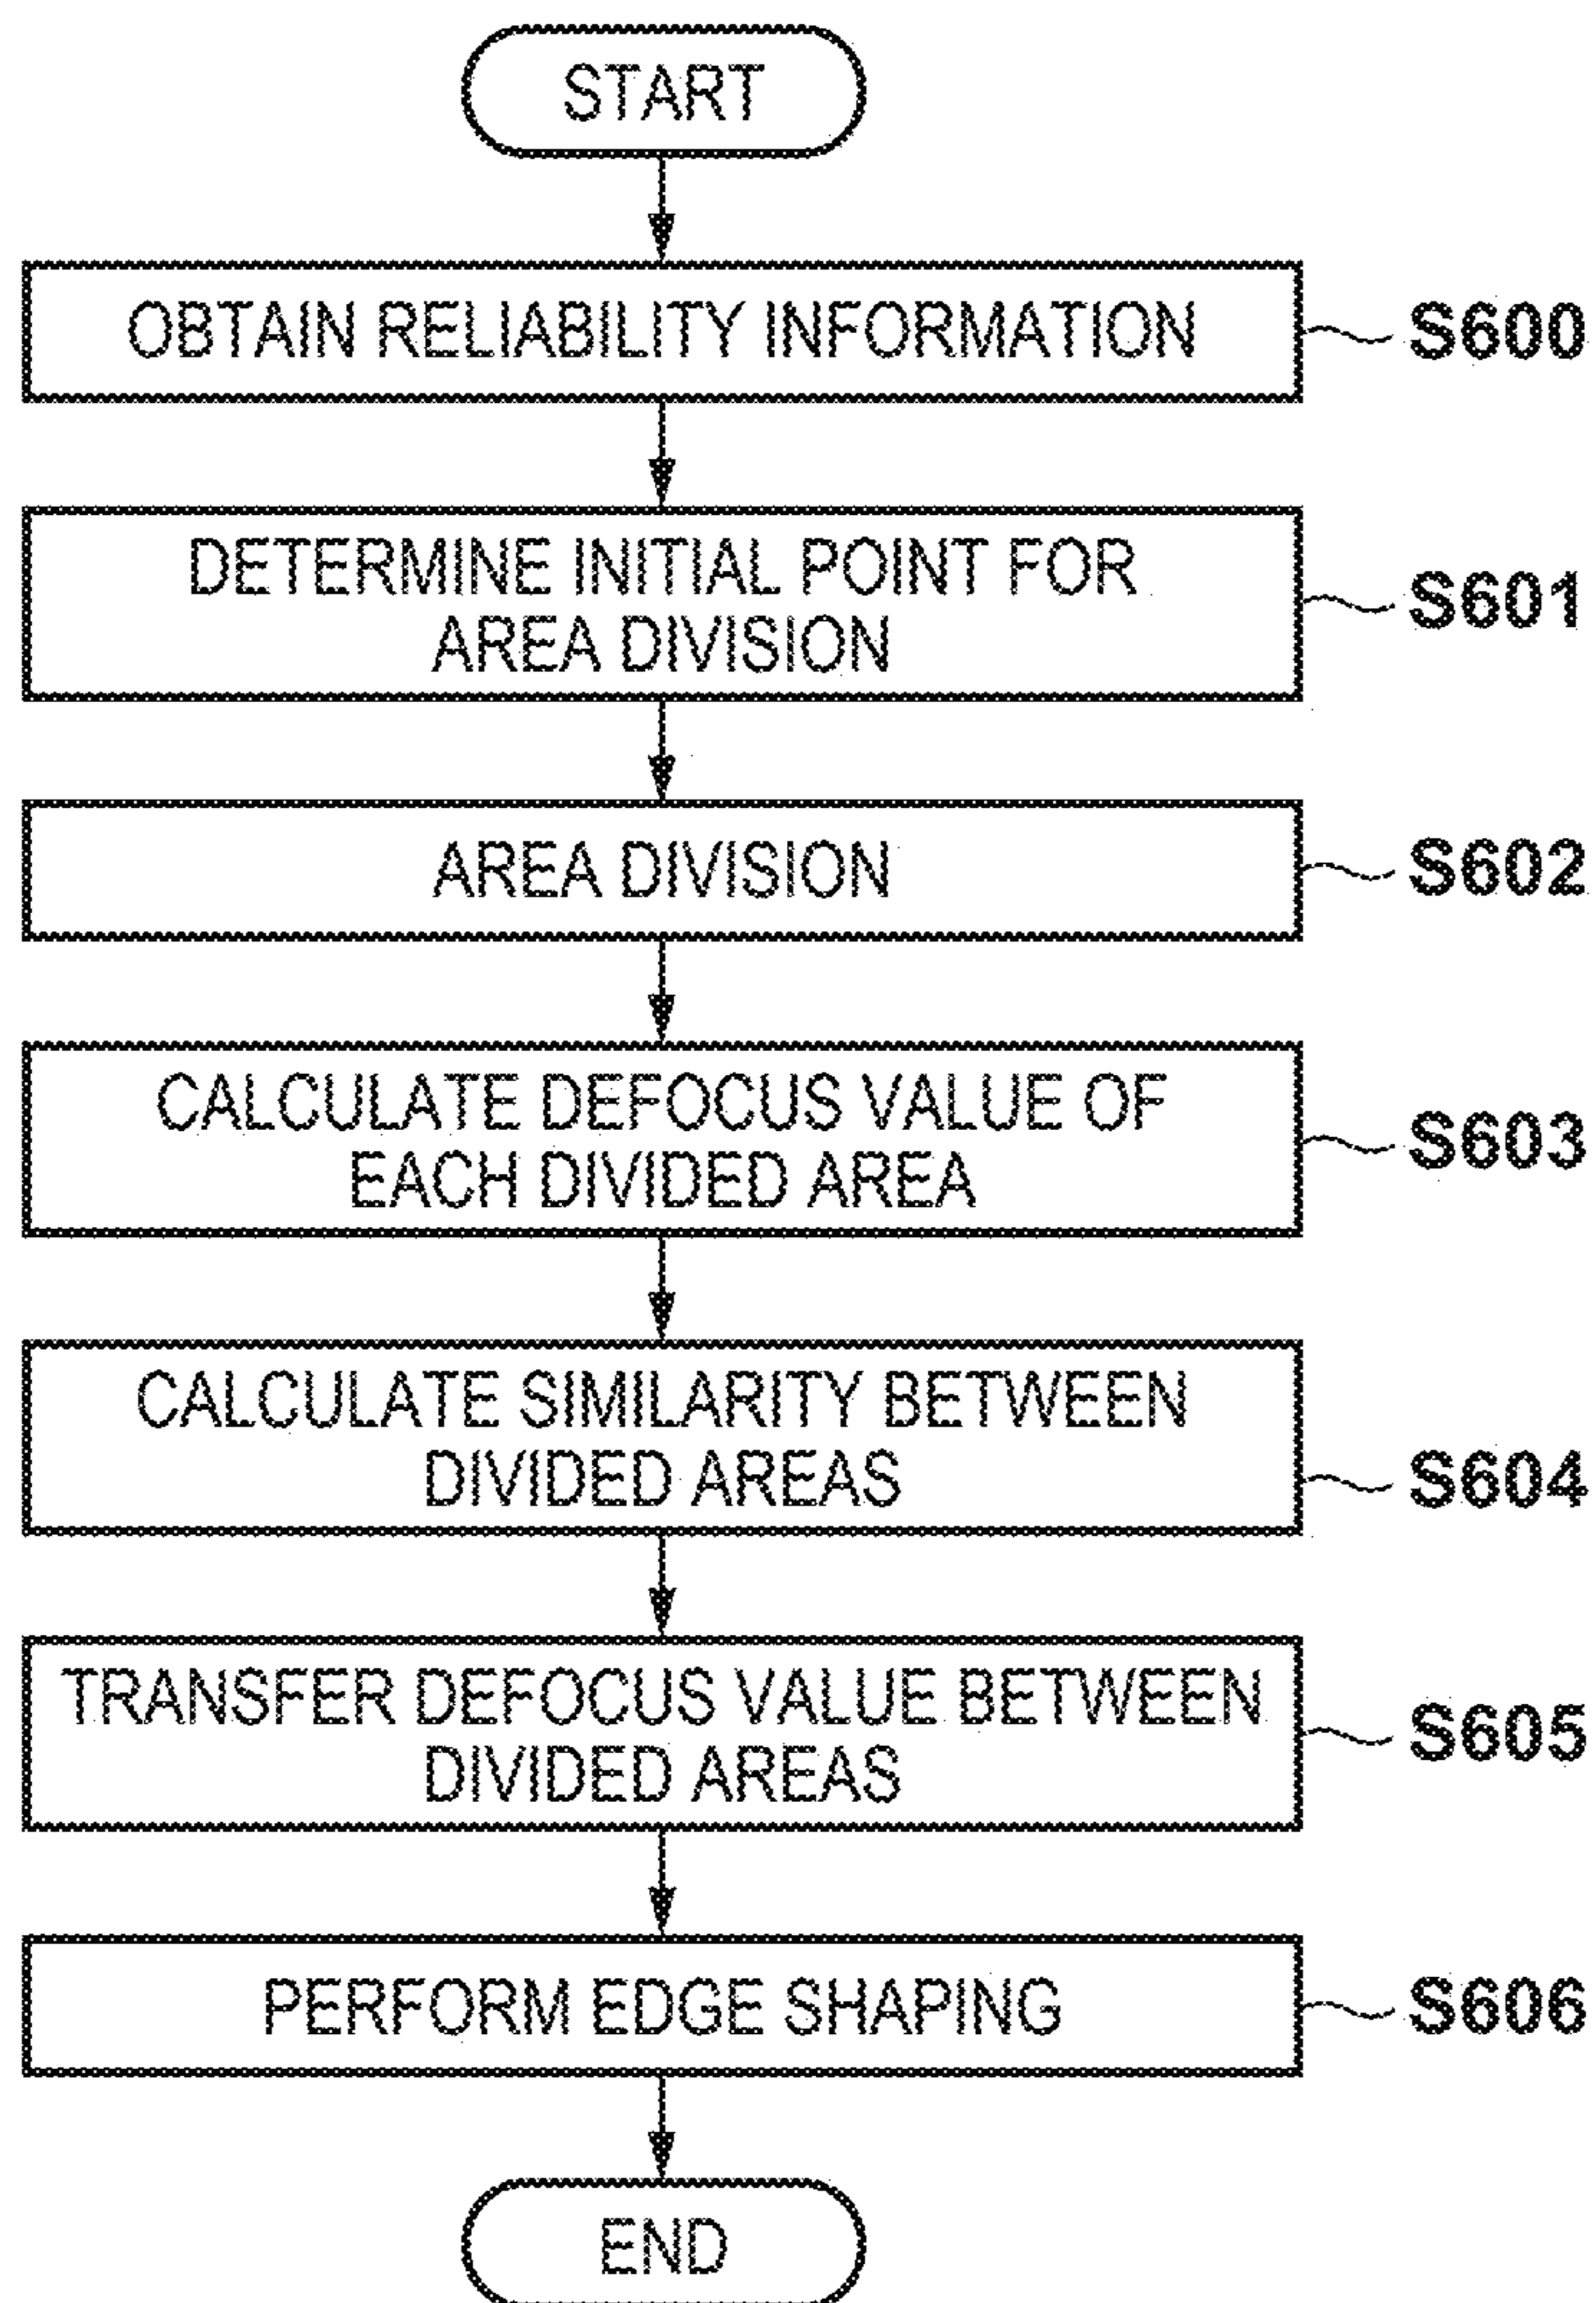 START
OBTAIN RELIABILITY INFORMATION
S600
DETERMINE INITIAL POINT FOR
AREA DIVISION
S601
AREA DIVISION
S602
CALCULATE DEFOCUS VALUE OF
EACH DIVIDED AREA
S603
CALCULATE SIMILARITY BETWEEN
DIVIDED AREAS
S604
TRANSFER DEFOCUS VALUE BETWEEN
DIVIDED AREAS
S605
PERFORM EDGE SHAPING
S606
END